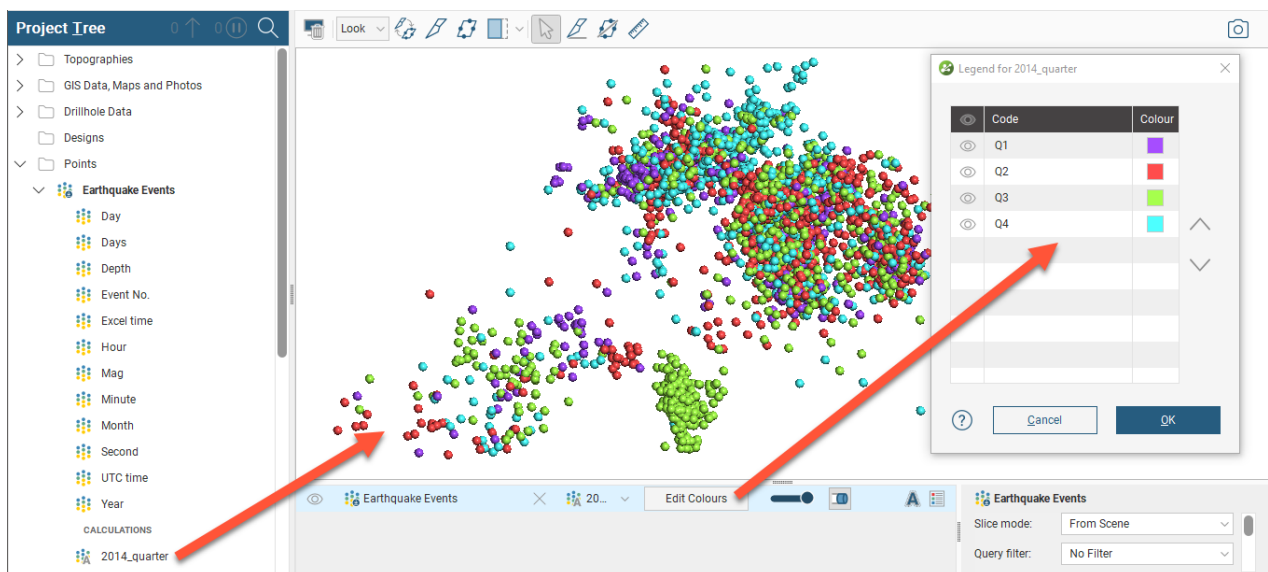 Project Tree 0 0
Look
Topographies
GIS Data, Maps and Photos
Drillhole Data
Designs
Points
Earthquake Events
Day
Days
Depth
Event No.
Excel time
Hour
Mag
Minute
Month
Second
UTC time
Year
CALCULATIONS
2014_quarter
Legend for 2014_quarter
Code Colour
Q1
Q2
Q3
Q4
? Cancel OK
Earthquake Events 20... Edit Colours A
Earthquake Events
Slice mode: From Scene
Query filter: No Filter